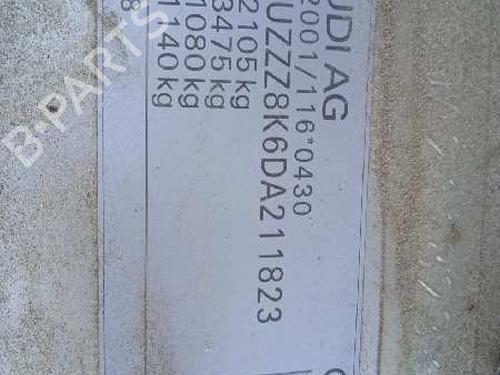 UDI AG
2001/116*0430
UZZZ8K6DA211823
2105 kg
3475 kg
1080 kg
1140 kg
B-PARTS